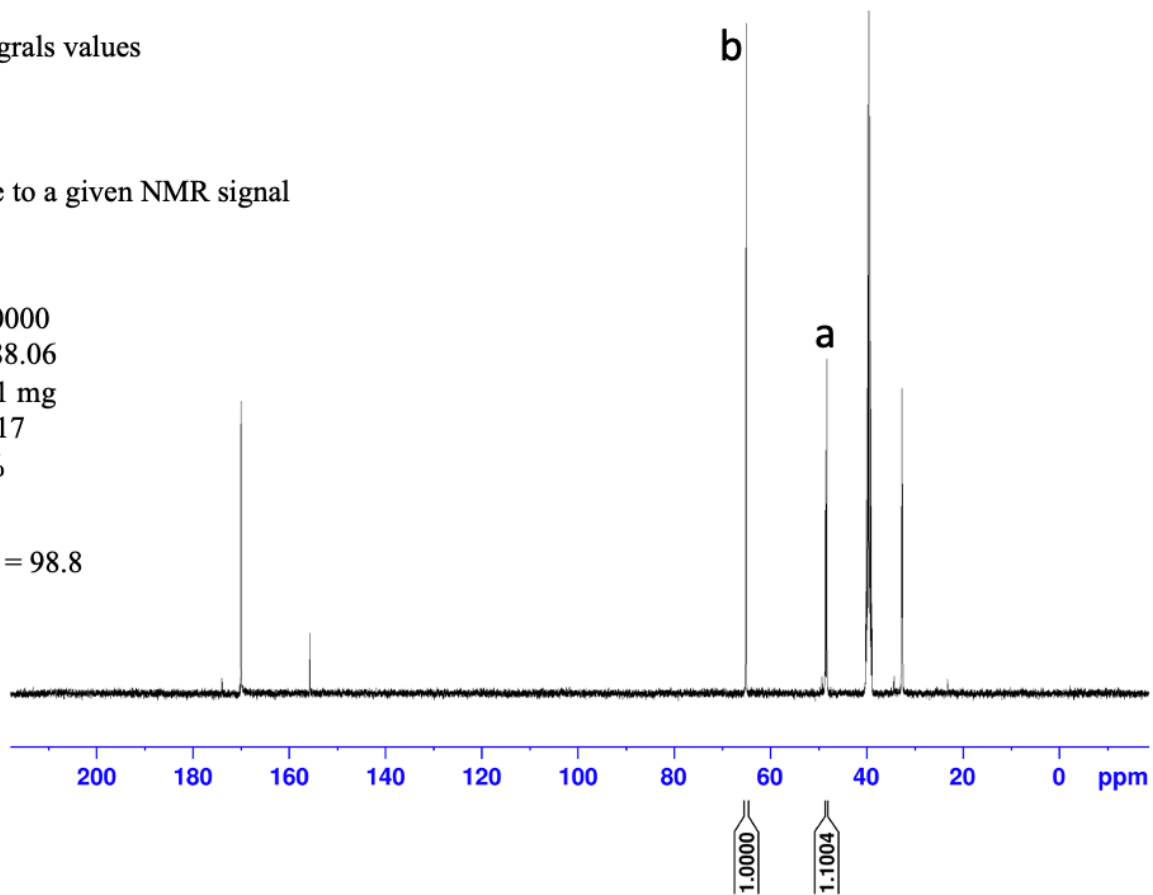 grals values
b
e to a given NMR signal
0000
a
38.06
1 mg
17
%
= 98.8
200 180 160 140 120 100 80 60 40 20 0 ppm
1.0000 1.1004